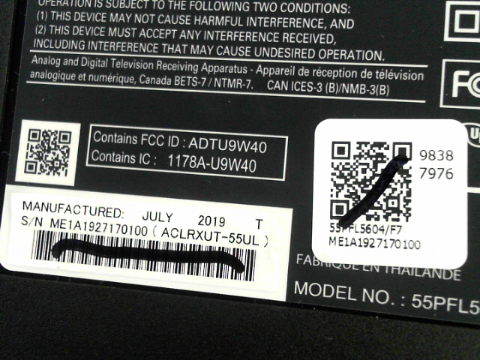 OPERATION IS SUBJECT TO THE FOLLOWING TWO CONDITIONS:
(1) THIS DEVICE MAY NOT CAUSE HARMFUL INTERFERENCE, AND
(2) THIS DEVICE MUST ACCEPT ANY INTERFERENCE RECEIVED,
INCLUDING INTERFERENCE THAT MAY CAUSE UNDESIRED OPERATION.
Analog and Digital Television Receiving Apparatus - Appareil de réception de télévision
analogique et numérique, Canada BETS-7 / NTMR-7. CAN ICES-3 (B)/NMB-3(B)
FC
Contains FCC ID : ADTU9W40
Contains IC : 1178A-U9W40
9838
7976
55PFL5604/F7
ME1A1927170100
MANUFACTURED: JULY 2019 T
S/N ME1A1927170100 ( ACLRXUT-55UL )
FABRIQUÉ EN THAILANDE
MODEL NO. : 55PFL5